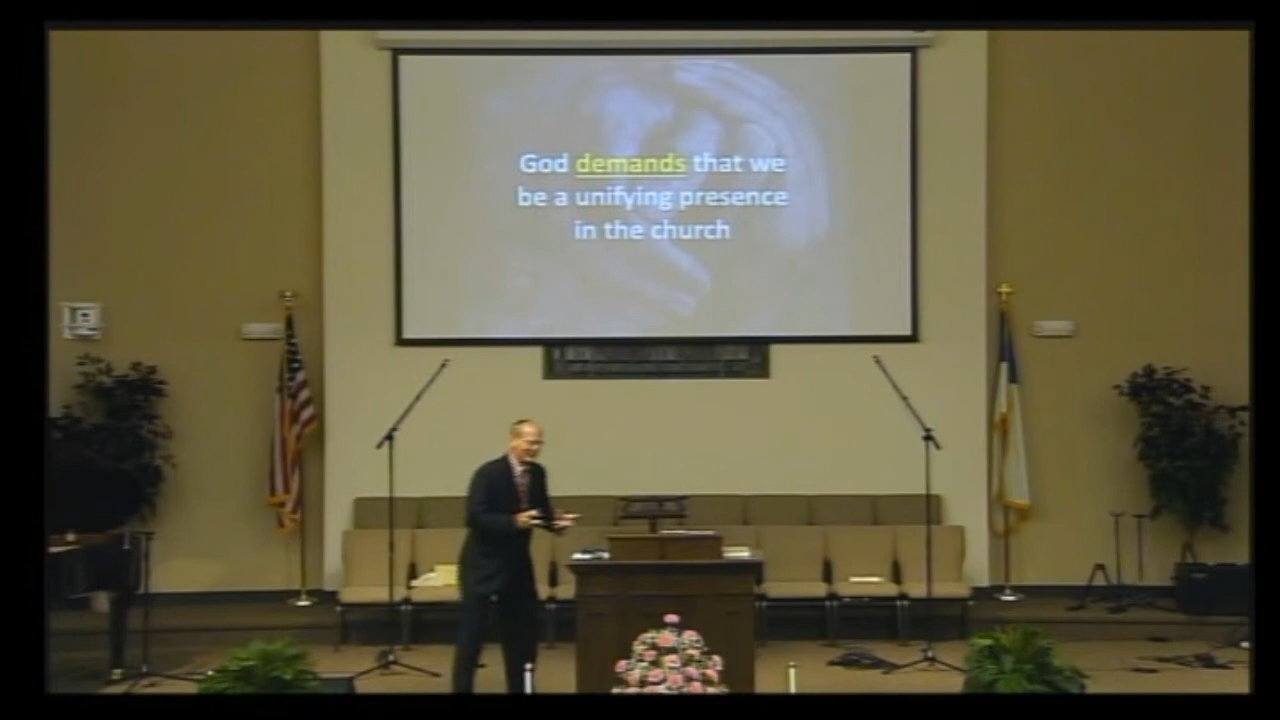 God demands that we
be a unifying presence
in the church